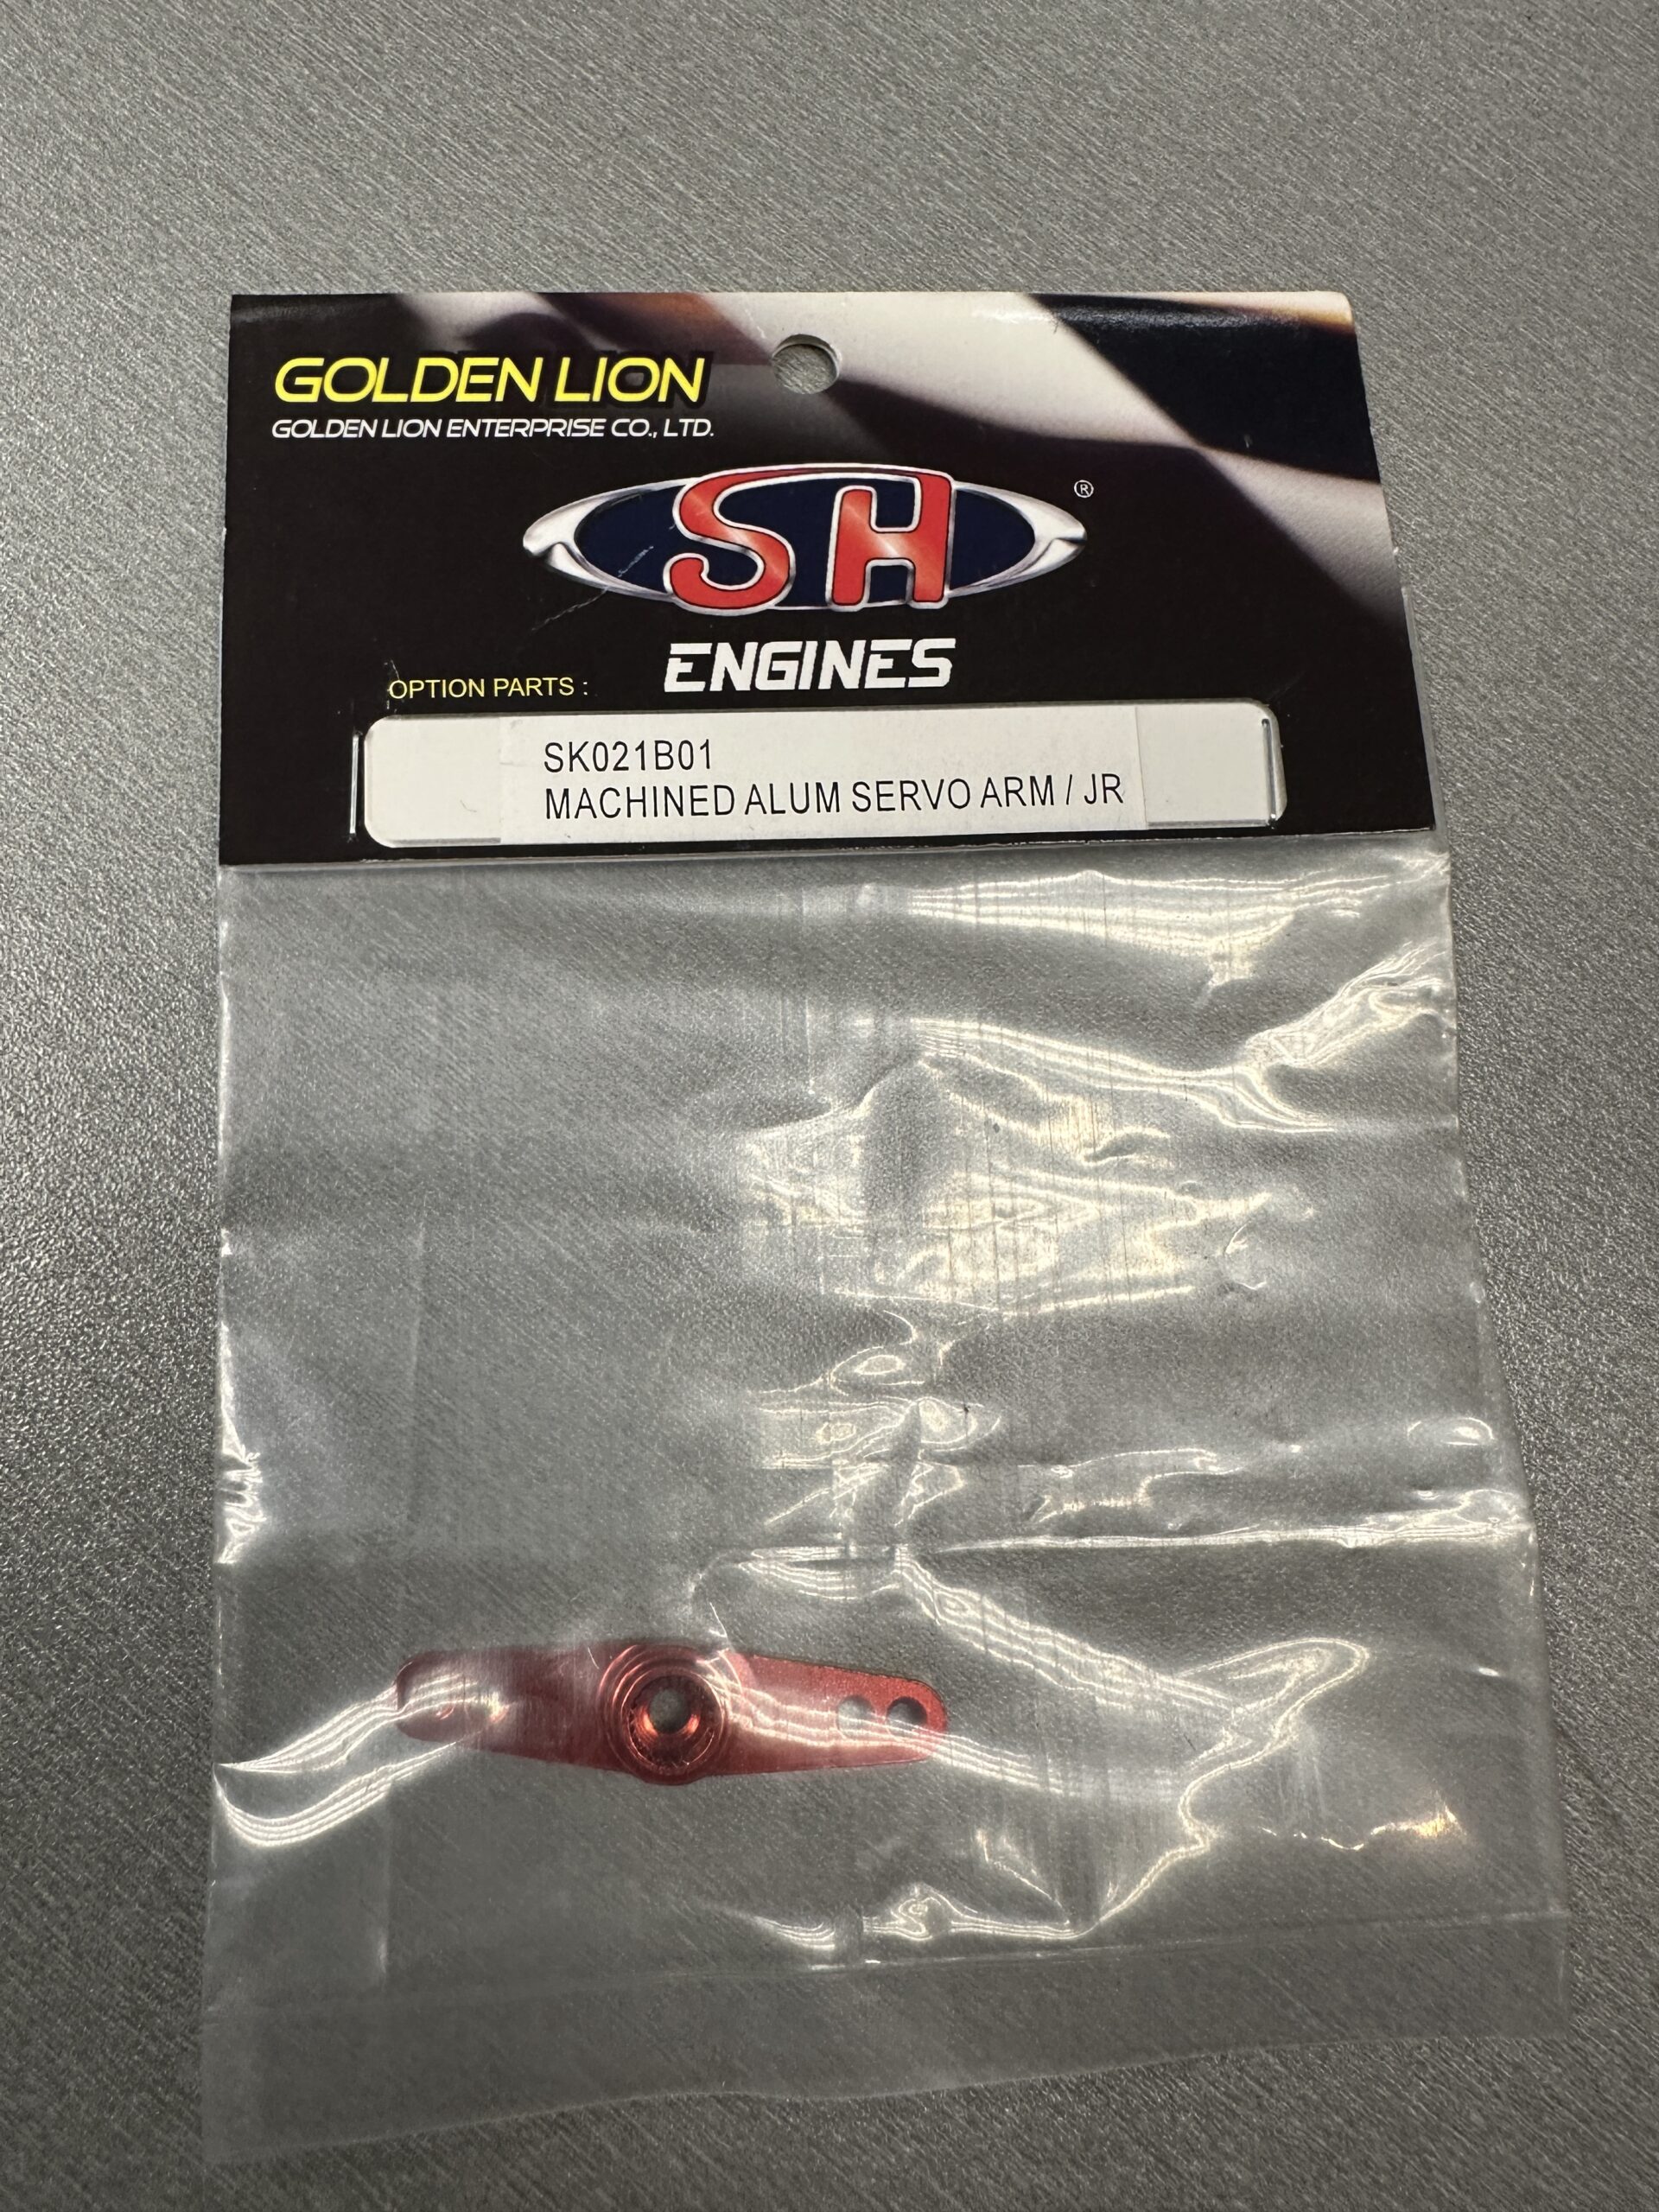 GOLDEN LION
GOLDEN LION ENTERPRISE CO., LTD.
SH
®
ENGINES
OPTION PARTS :
SK021B01
MACHINED ALUM SERVO ARM / JR